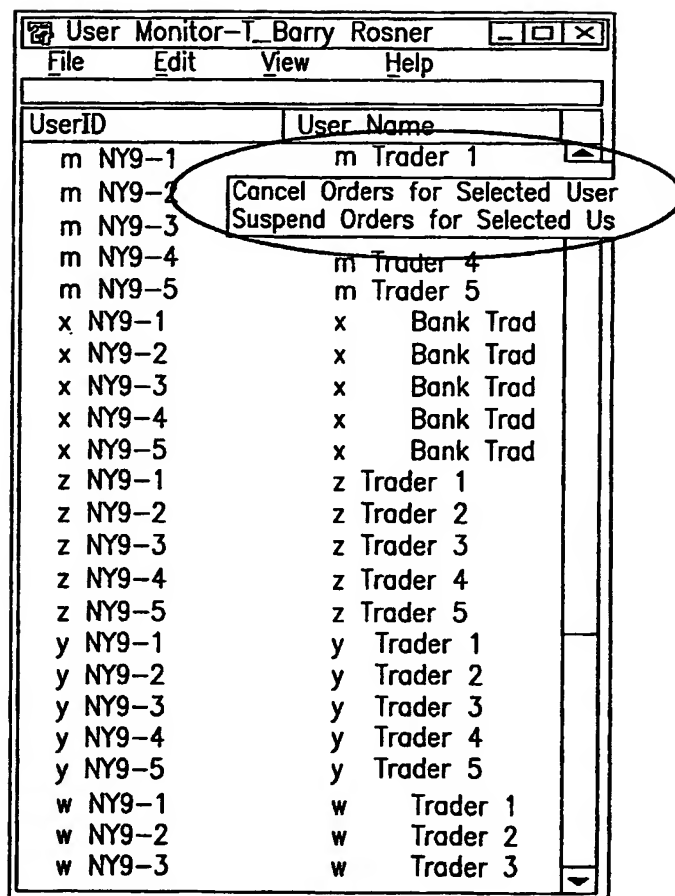 User Monitor-T_Barry Rosner
File Edit View Help
UserID User Name
m NY9-1 m Trader 1
m NY9-2 Cancel Orders for Selected User
m NY9-3 Suspend Orders for Selected Us
m NY9-4 m Trader 4
m NY9-5 m Trader 5
x NY9-1 x Bank Trad
x NY9-2 x Bank Trad
x NY9-3 x Bank Trad
x NY9-4 x Bank Trad
x NY9-5 x Bank Trad
z NY9-1 z Trader 1
z NY9-2 z Trader 2
z NY9-3 z Trader 3
z NY9-4 z Trader 4
z NY9-5 z Trader 5
y NY9-1 y Trader 1
y NY9-2 y Trader 2
y NY9-3 y Trader 3
y NY9-4 y Trader 4
y NY9-5 y Trader 5
w NY9-1 w Trader 1
w NY9-2 w Trader 2
w NY9-3 w Trader 3